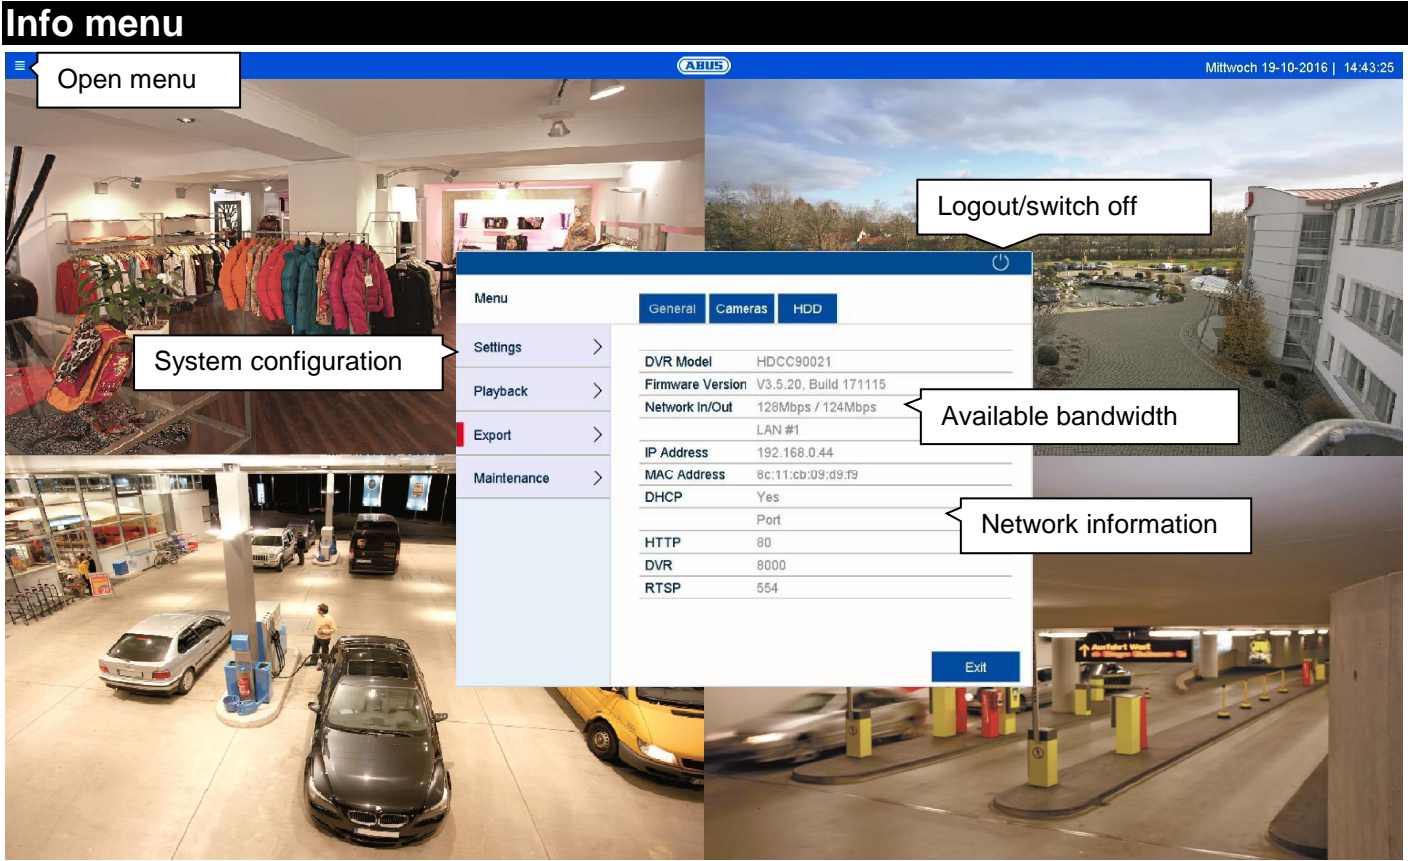 Info menu
Open menu
ABUS
Mittwoch 19-10-2016 | 14:43:25
Logout/switch off
Menu
General Cameras HDD
System configuration
Settings
Playback
Export
Maintenance
DVR Model HDCC90021
Firmware Version V3.5.20, Build 171115
Network In/Out 128Mbps / 124Mbps
Available bandwidth
LAN #1
IP Address 192.168.0.44
MAC Address 8c:11:cb:09:d9:f9
DHCP Yes
Port
Network information
HTTP 80
DVR 8000
RTSP 554
Exit
Ausfahrt West